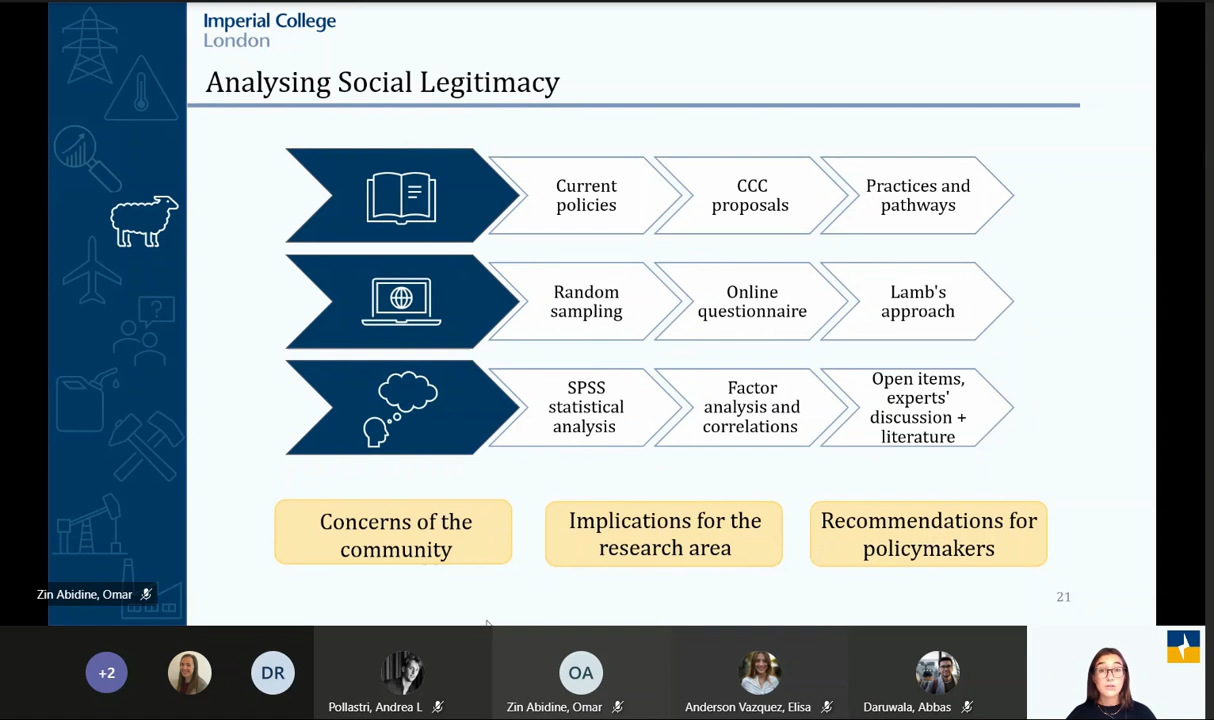 Imperial College
London
Analysing Social Legitimacy
Current
policies
CCC
proposals
Practices and
pathways
Random
sampling
Online
questionnaire
Lamb's
approach
SPSS
statistical
analysis
Factor
analysis and
correlations
Open items,
experts'
discussion +
literature
Concerns of the
community
Implications for the
research area
Recommendations for
policymakers
21
Zin Abidine, Omar
+2
DR
Pollastri, Andrea L
OA
Zin Abidine, Omar
Anderson Vazquez, Elisa
Daruwala, Abbas